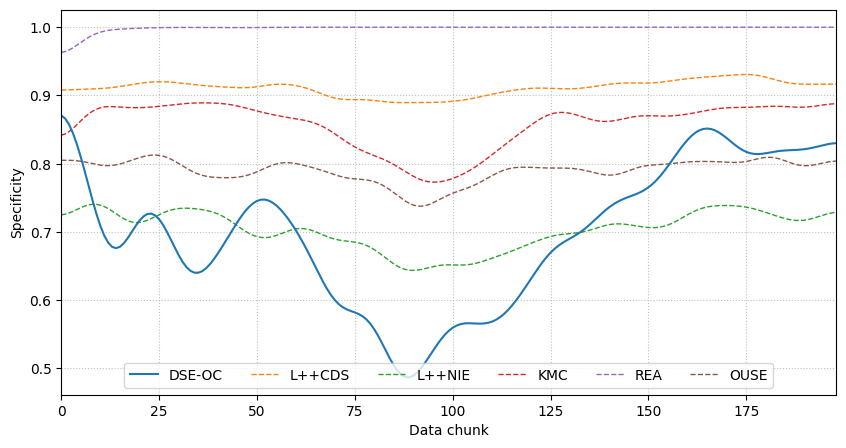 1.0
0.9
0.8
0.7
0.6
0.5
Specificity
DSE-OC L++CDS L++NIE KMC REA OUSE
0 25 50 75 100 125 150 175
Data chunk